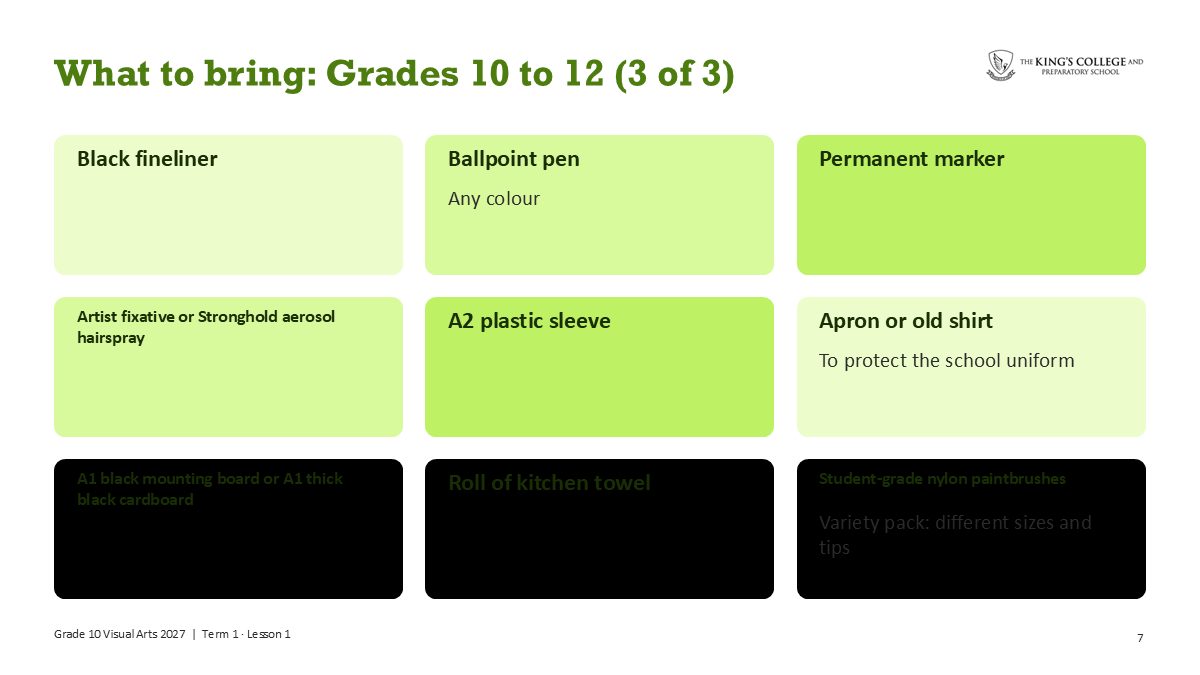 What to bring: Grades 10 to 12 (3 of 3)
THE KING'S COLLEGE AND
PREPARATORY SCHOOL
Black fineliner
Ballpoint pen
Any colour
Permanent marker
Artist fixative or Stronghold aerosol
hairspray
A2 plastic sleeve
Apron or old shirt
To protect the school uniform
A1 black mounting board or A1 thick
black cardboard
Roll of kitchen towel
Student-grade nylon paintbrushes
Variety pack: different sizes and
tips
Grade 10 Visual Arts 2027 | Term 1 · Lesson 1
7